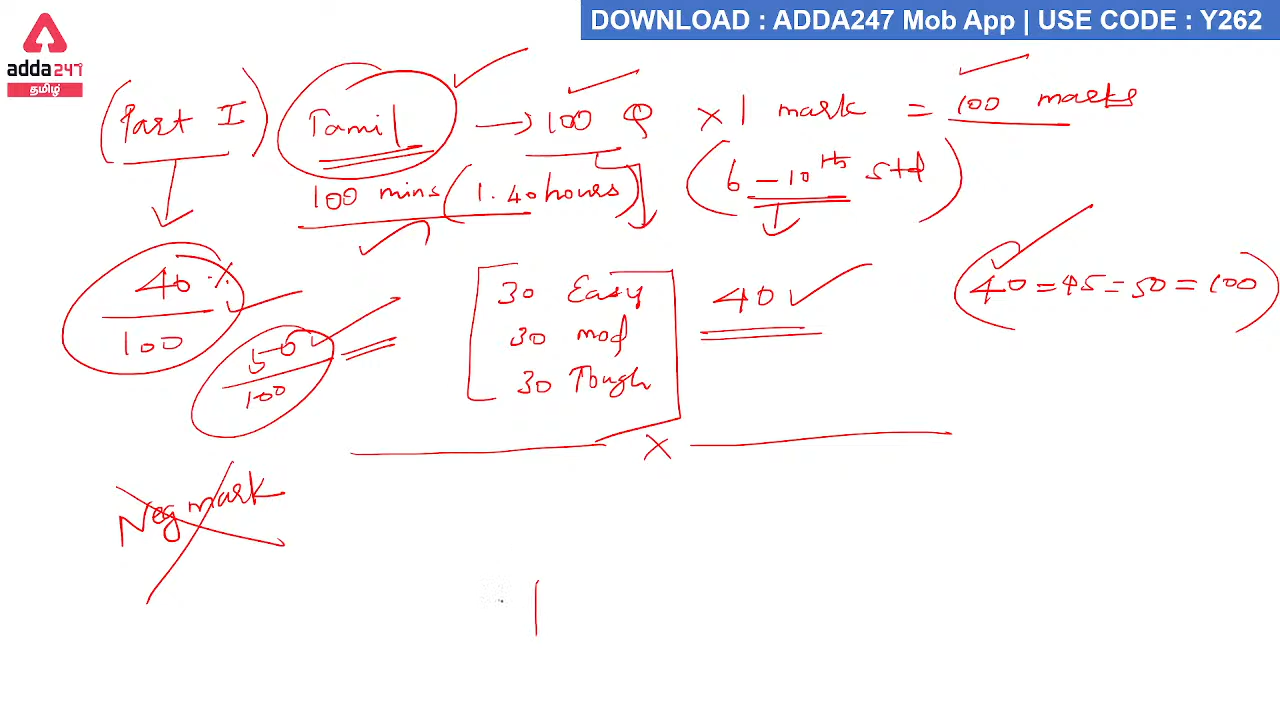 DOWNLOAD : ADDA247 Mob App | USE CODE : Y262
adda247
தமிழ்
(Part I) Tamil → 100 Q × 1 mark = 100 marks
100 mins (1.40 hours) (6 – 10th std)
40% / 100
50 / 100
30 Easy
30 mod
30 Tough
40
(40 = 45 = 50 = 100)
×
Neg mark